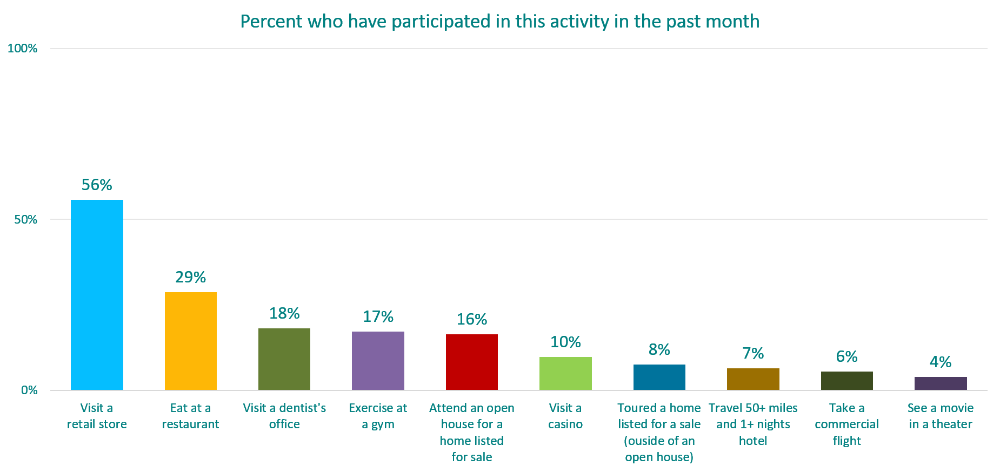 Percent who have participated in this activity in the past month
100%
50%
0%
56%
29%
18%
17%
16%
10%
8%
7%
6%
4%
Visit a
retail store
Eat at a
restaurant
Visit a dentist's
office
Exercise at
a gym
Attend an open
house for a
home listed
for sale
Visit a
casino
Toured a home
listed for a sale
(ouside of an
open house)
Travel 50+ miles
and 1+ nights
hotel
Take a
commercial
flight
See a movie
in a theater